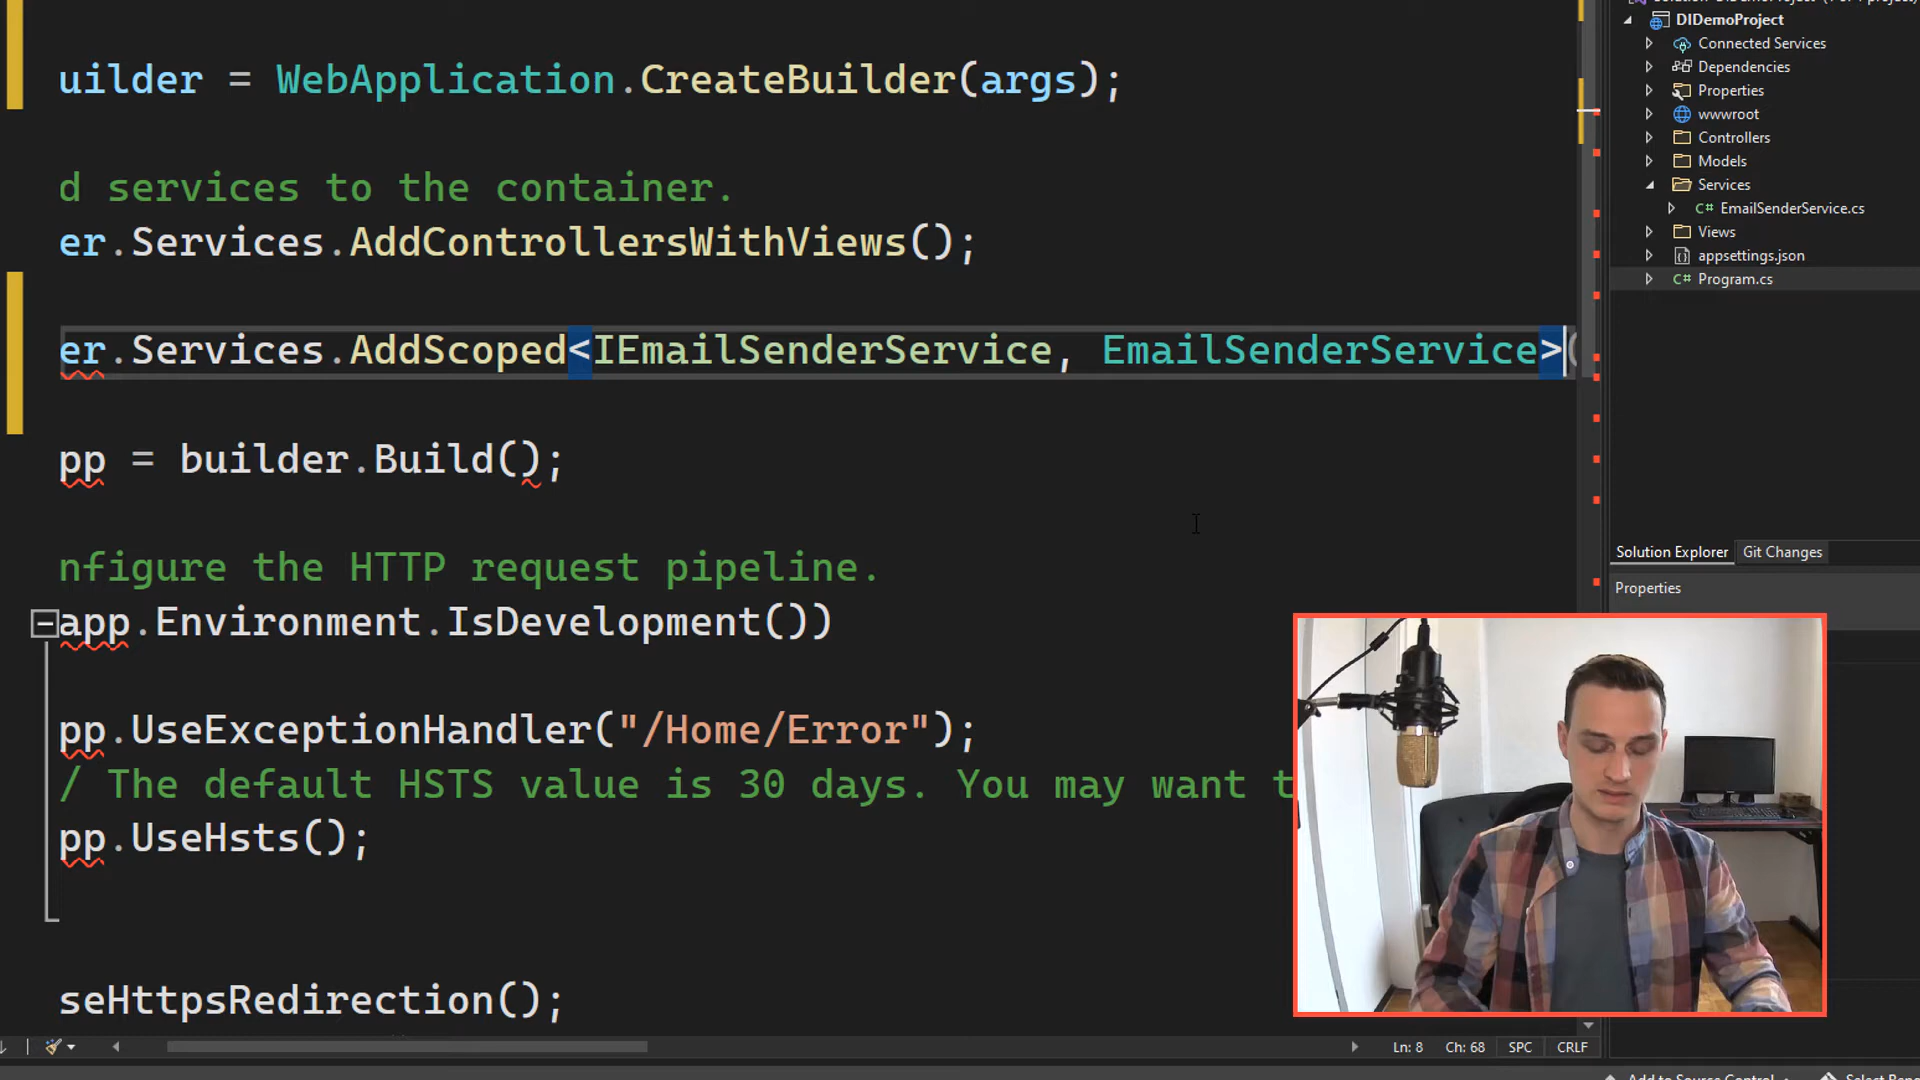 uilder = WebApplication.CreateBuilder(args);
d services to the container.
er.Services.AddControllersWithViews();
er.Services.AddScoped<IEmailSenderService, EmailSenderService>(
pp = builder.Build();
nfigure the HTTP request pipeline.
app.Environment.IsDevelopment())
pp.UseExceptionHandler("/Home/Error");
/ The default HSTS value is 30 days. You may want t
pp.UseHsts();
seHttpsRedirection();
Ln: 8 Ch: 68 SPC CRLF
DIDemoProject
Connected Services
Dependencies
Properties
wwwroot
Controllers
Models
Services
C# EmailSenderService.cs
Views
appsettings.json
C# Program.cs
Solution Explorer Git Changes
Properties